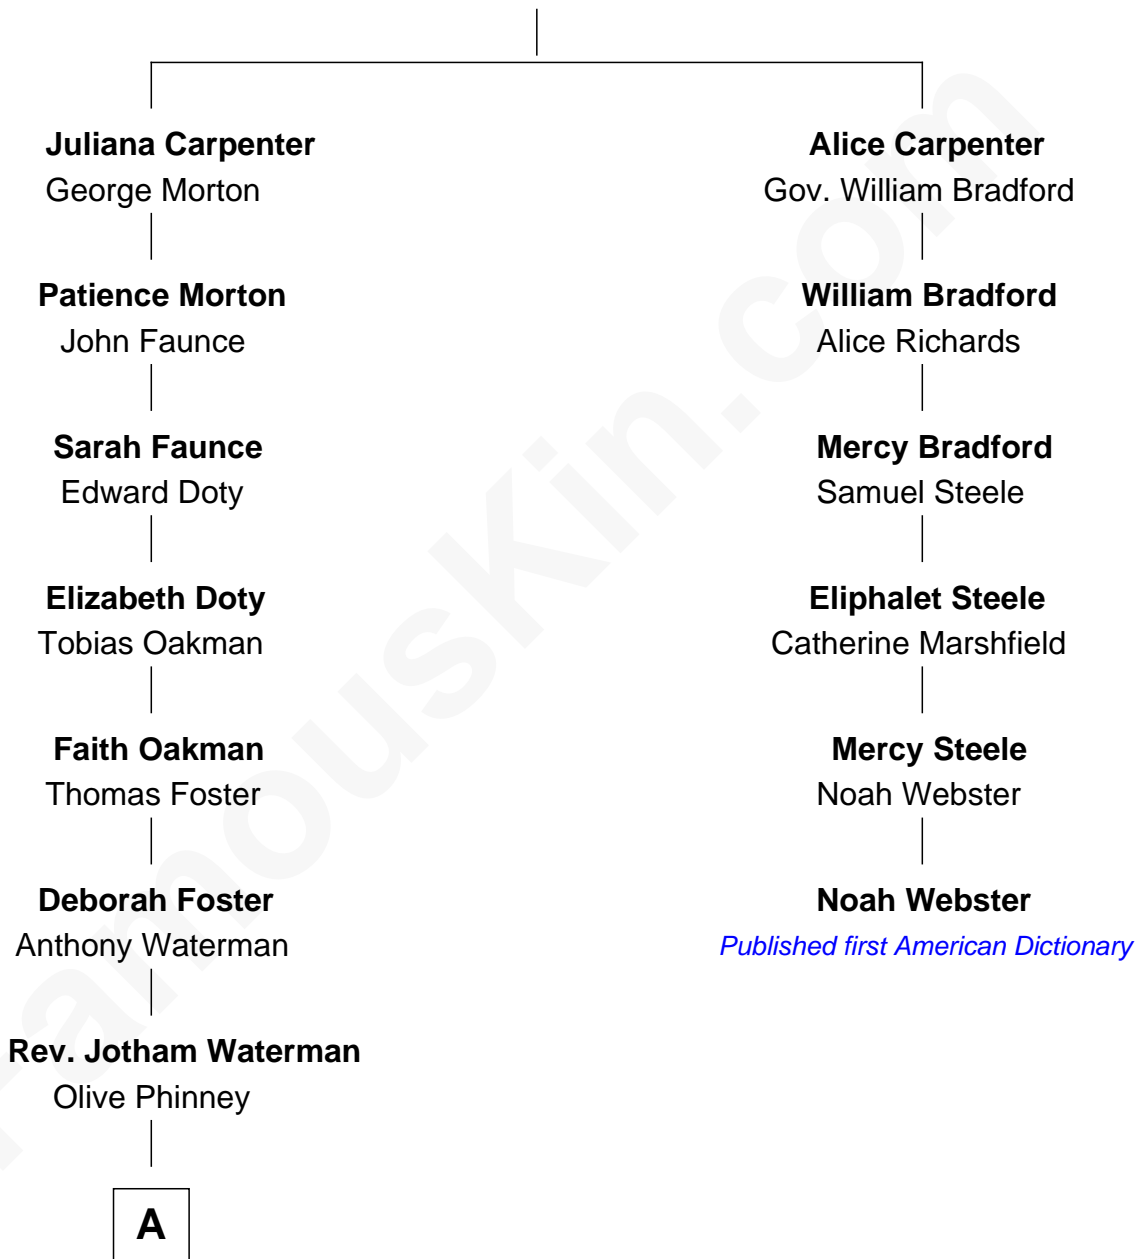 Juliana Carpenter
George Morton
Alice Carpenter
Gov. William Bradford
Patience Morton
John Faunce
William Bradford
Alice Richards
Sarah Faunce
Edward Doty
Mercy Bradford
Samuel Steele
Elizabeth Doty
Tobias Oakman
Eliphalet Steele
Catherine Marshfield
Faith Oakman
Thomas Foster
Mercy Steele
Noah Webster
Deborah Foster
Anthony Waterman
Noah Webster
Published first American Dictionary
Rev. Jotham Waterman
Olive Phinney
A
FamousKin.com